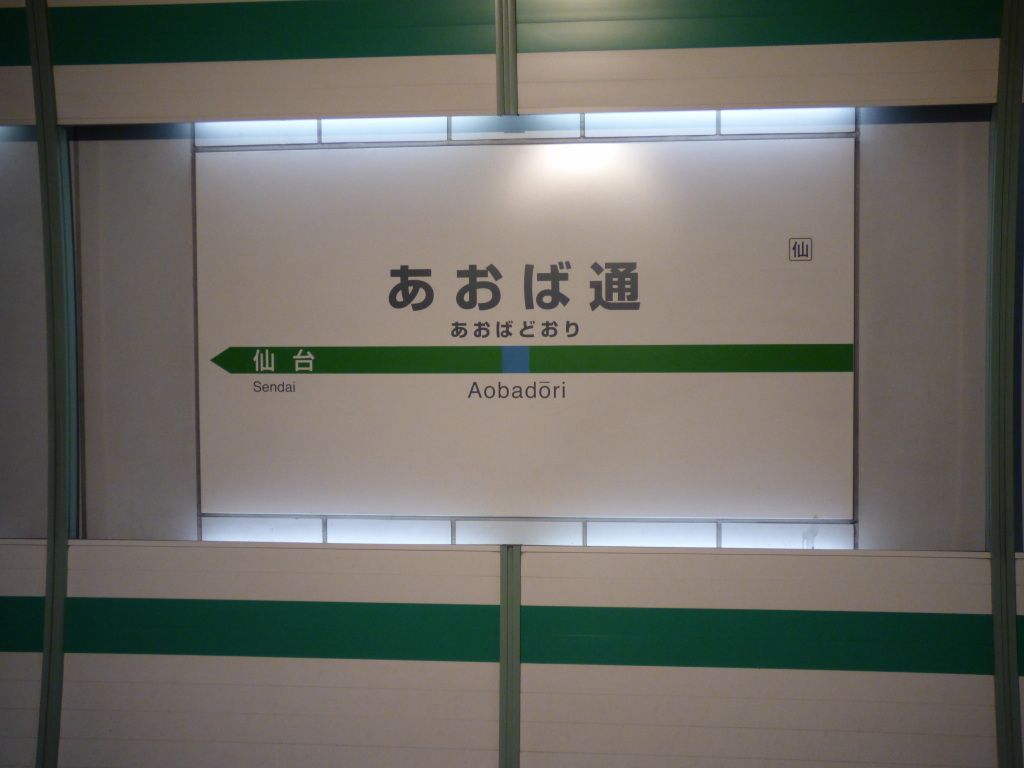 仙
あおば通
あおばどおり
仙台
Sendai
Aobadōri